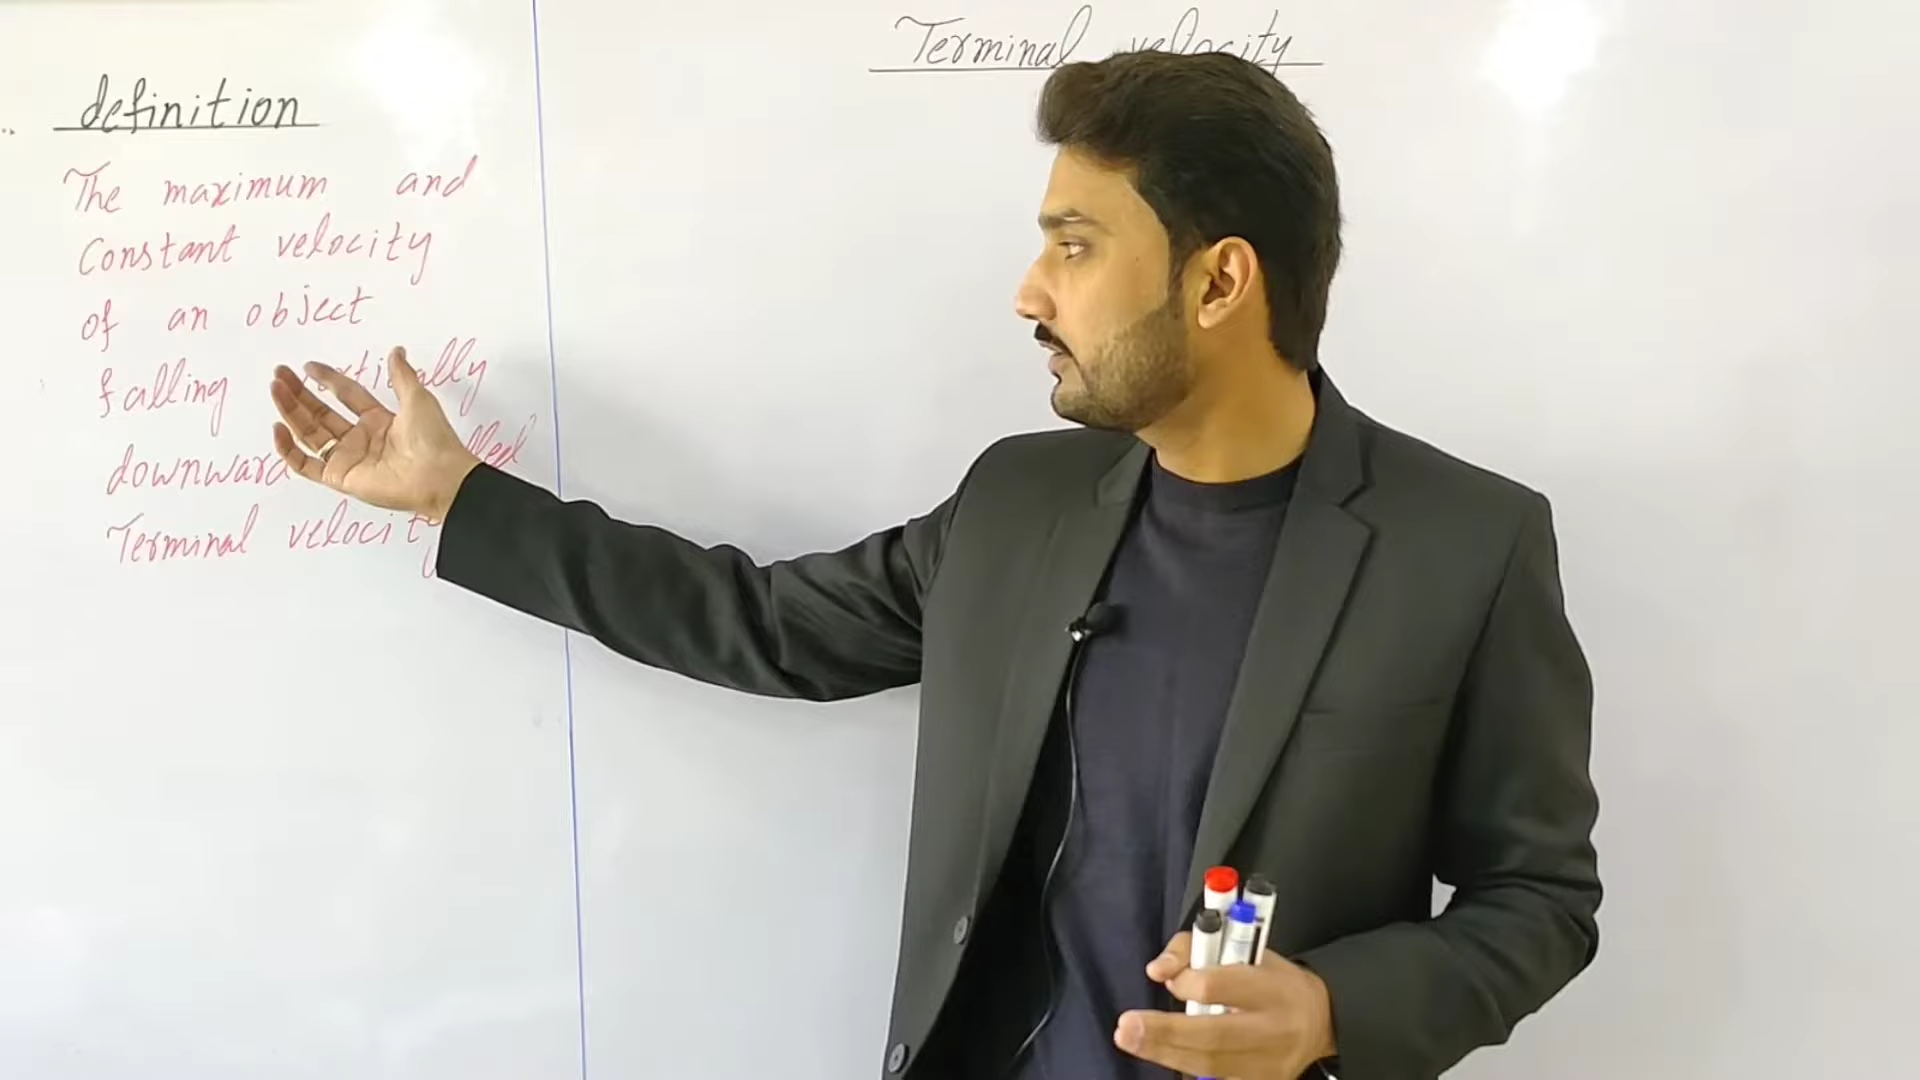 Terminal velocity
definition
The maximum and
Constant velocity
of an object
falling vertically
downward
Terminal velocity